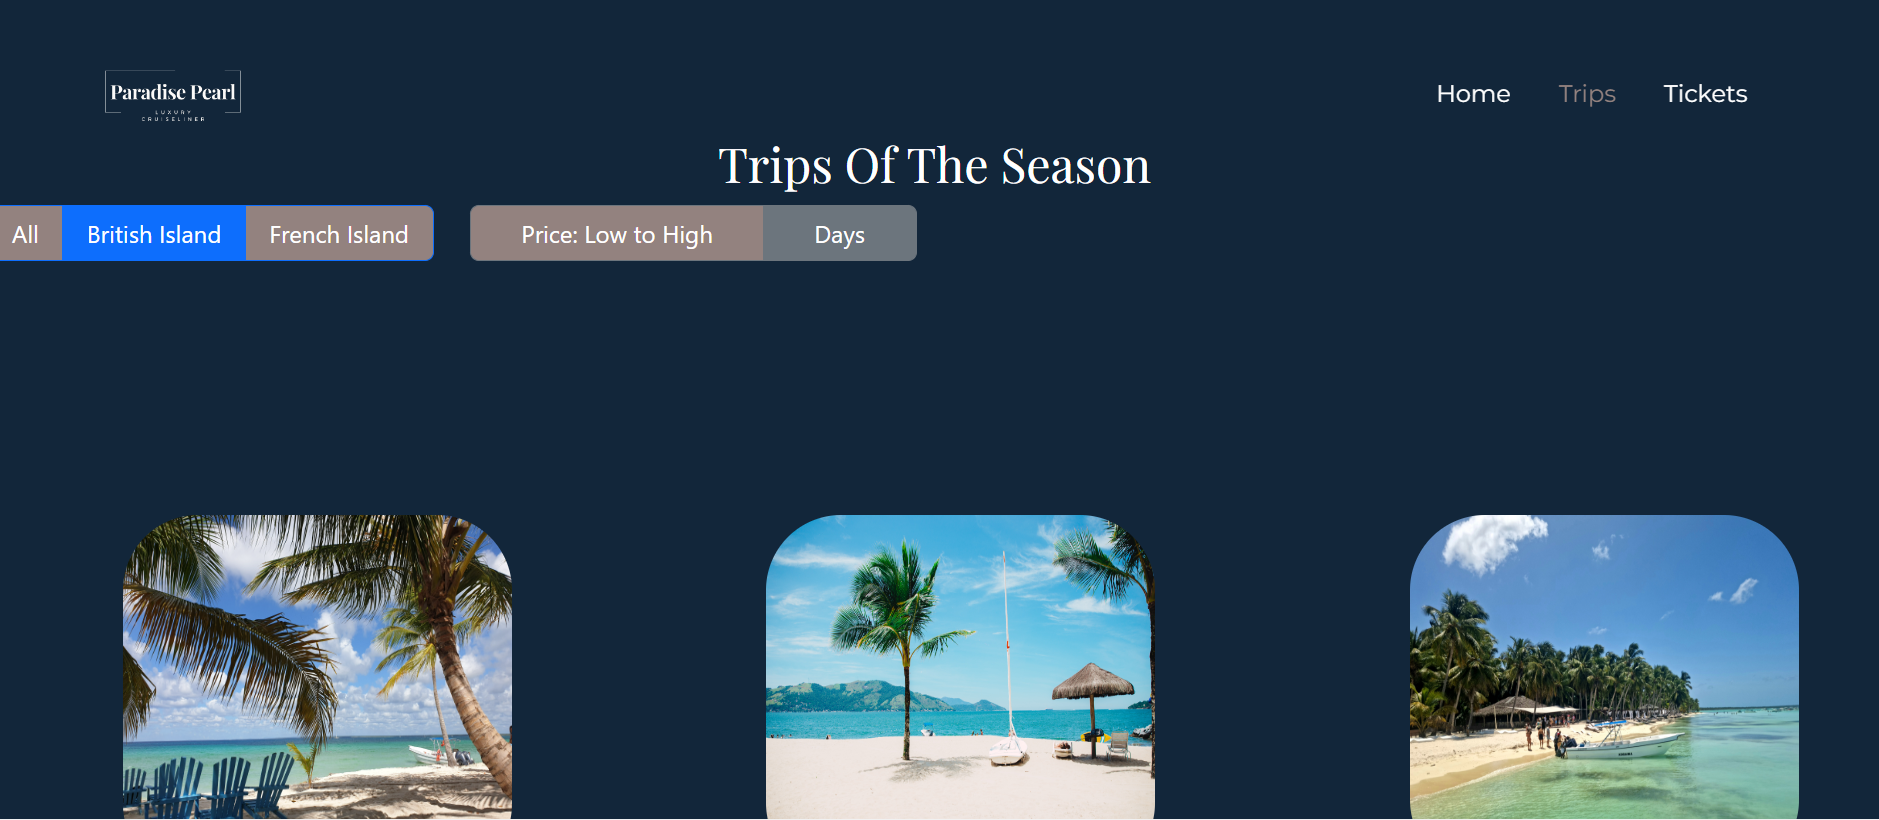 Paradise Pearl
LUXURY
CRUISELINER
Home Trips Tickets
Trips Of The Season
All British Island French Island Price: Low to High Days